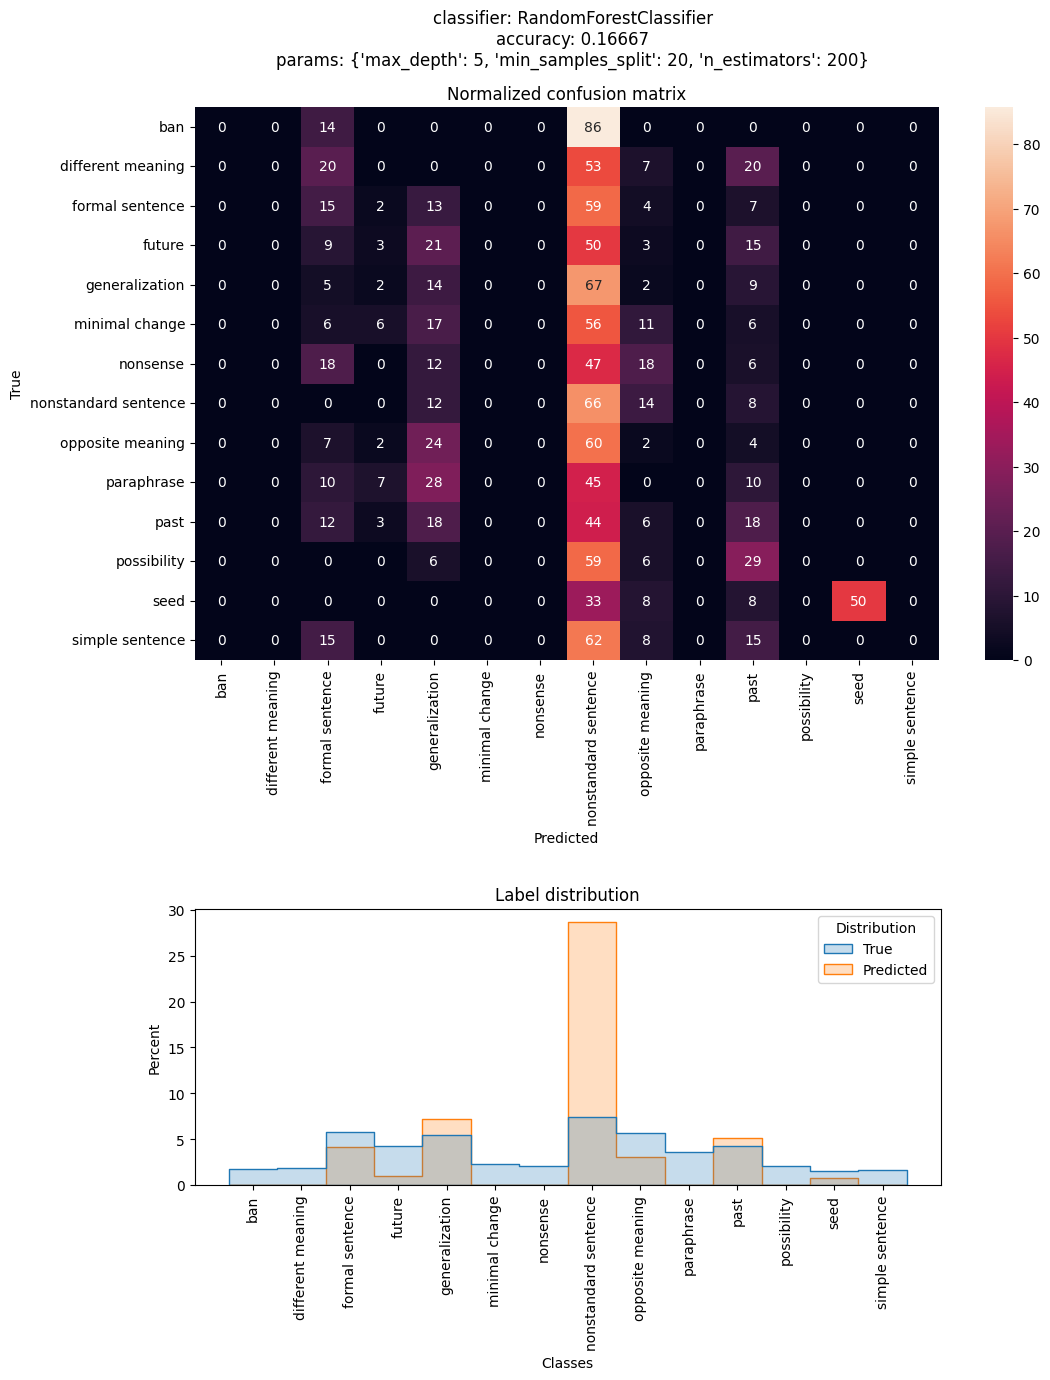 classifier: RandomForestClassifier
accuracy: 0.16667
params: {'max_depth': 5, 'min_samples_split': 20, 'n_estimators': 200}
Normalized confusion matrix
ban 0 0 14 0 0 0 0 86 0 0 0 0 0 0
different meaning 0 0 20 0 0 0 0 53 7 0 20 0 0 0
formal sentence 0 0 15 2 13 0 0 59 4 0 7 0 0 0
future 0 0 9 3 21 0 0 50 3 0 15 0 0 0
generalization 0 0 5 2 14 0 0 67 2 0 9 0 0 0
minimal change 0 0 6 6 17 0 0 56 11 0 6 0 0 0
nonsense 0 0 18 0 12 0 0 47 18 0 6 0 0 0
nonstandard sentence 0 0 0 0 12 0 0 66 14 0 8 0 0 0
opposite meaning 0 0 7 2 24 0 0 60 2 0 4 0 0 0
paraphrase 0 0 10 7 28 0 0 45 0 0 10 0 0 0
past 0 0 12 3 18 0 0 44 6 0 18 0 0 0
possibility 0 0 0 0 6 0 0 59 6 0 29 0 0 0
seed 0 0 0 0 0 0 0 33 8 0 8 0 50 0
simple sentence 0 0 15 0 0 0 0 62 8 0 15 0 0 0
True
ban
different meaning
formal sentence
future
generalization
minimal change
nonsense
nonstandard sentence
opposite meaning
paraphrase
past
possibility
seed
simple sentence
Predicted
80
70
60
50
40
30
20
10
0
Label distribution
Percent
30
25
20
15
10
5
0
Distribution
True
Predicted
ban
different meaning
formal sentence
future
generalization
minimal change
nonsense
nonstandard sentence
opposite meaning
paraphrase
past
possibility
seed
simple sentence
Classes